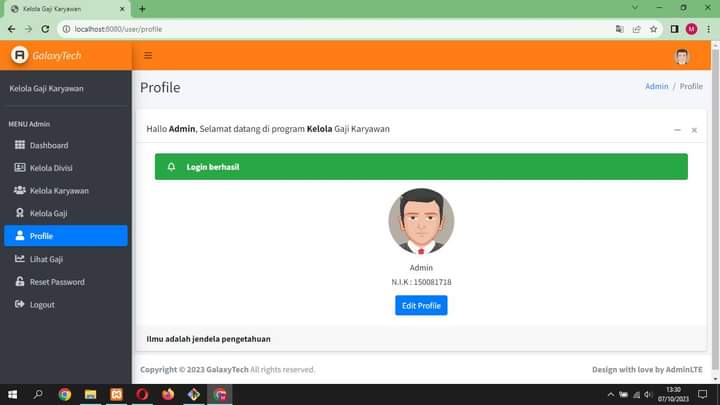 Kelola Gaji Karyawan
localhost:8080/user/profile
M
GalaxyTech
Kelola Gaji Karyawan
MENU Admin
Dashboard
Kelola Divisi
Kelola Karyawan
Kelola Gaji
Profile
Lihat Gaji
Reset Password
Logout
Profile
Admin / Profile
Hallo Admin, Selamat datang di program Kelola Gaji Karyawan
Login berhasil
Admin
N.I.K : 150081718
Edit Profile
Ilmu adalah jendela pengetahuan
Copyright © 2023 GalaxyTech All rights reserved.
Design with love by AdminLTE
13:30
07/10/2023